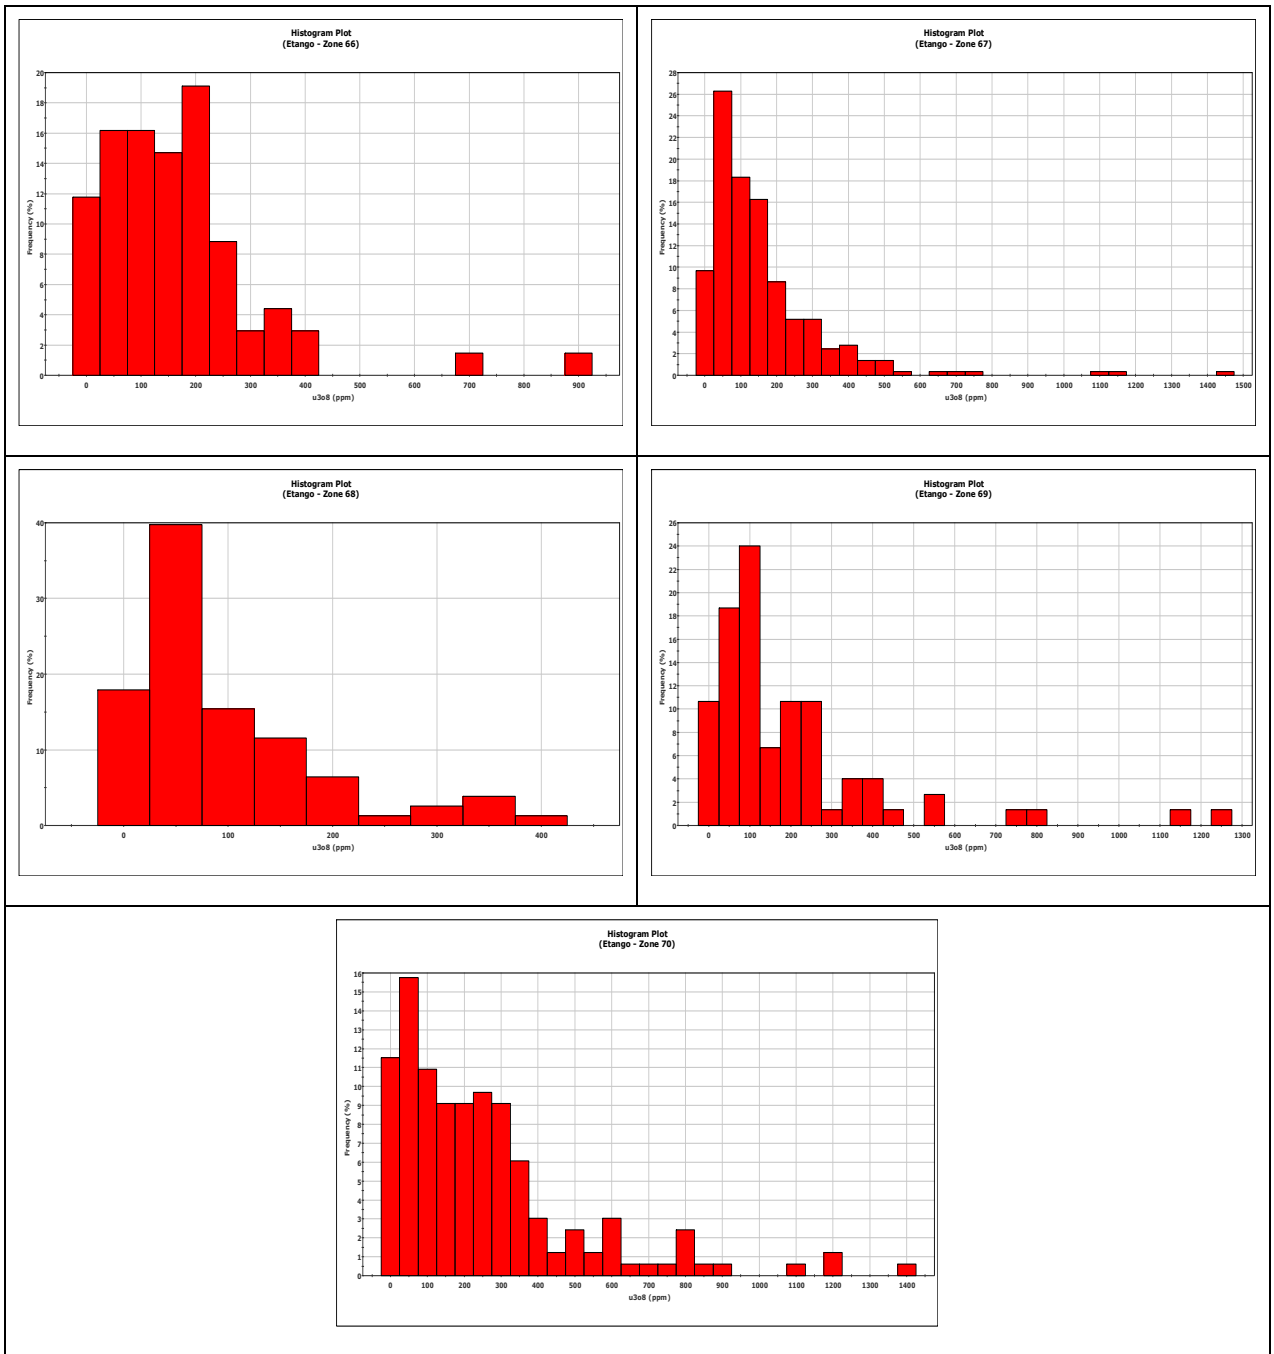 Histogram Plot
(Etango - Zone 66)
20
18
16
14
12
10
8
6
4
2
0
Frequency (%)
0 100 200 300 400 500 600 700 800 900
u3o8 (ppm)
Histogram Plot
(Etango - Zone 67)
28
26
24
22
20
18
16
14
12
10
8
6
4
2
0
Frequency (%)
0 100 200 300 400 500 600 700 800 900 1000 1100 1200 1300 1400 1500
u3o8 (ppm)
Histogram Plot
(Etango - Zone 68)
40
30
20
10
0
Frequency (%)
0 100 200 300 400
u3o8 (ppm)
Histogram Plot
(Etango - Zone 69)
26
24
22
20
18
16
14
12
10
8
6
4
2
0
Frequency (%)
0 100 200 300 400 500 600 700 800 900 1000 1100 1200 1300
u3o8 (ppm)
Histogram Plot
(Etango - Zone 70)
16
15
14
13
12
11
10
9
8
7
6
5
4
3
2
1
0
Frequency (%)
0 100 200 300 400 500 600 700 800 900 1000 1100 1200 1300 1400
u3o8 (ppm)